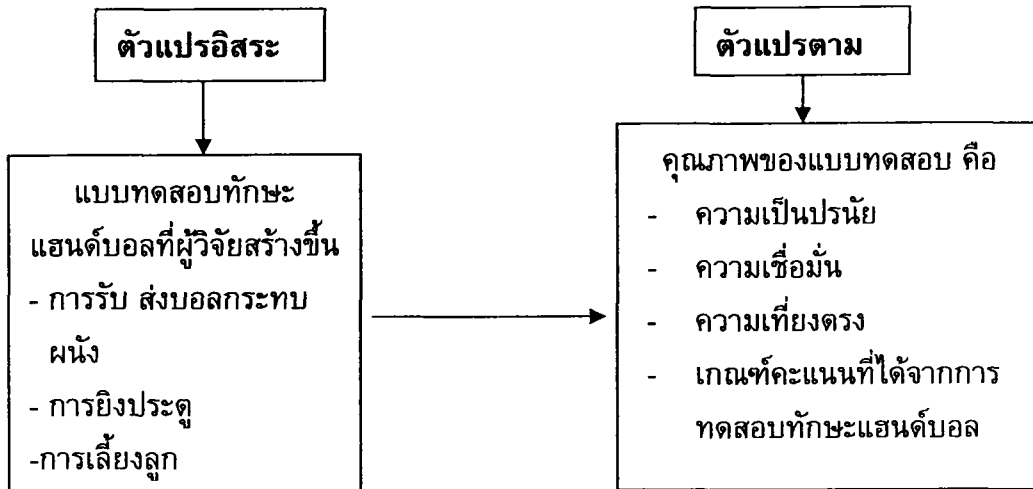 ตัวแปรอิสระ
แบบทดสอบทักษะ
แฮนด์บอลที่ผู้วิจัยสร้างขึ้น
- การรับ ส่งบอลกระทบ
ผนัง
- การยิงประตู
-การเลี้ยงลูก
ตัวแปรตาม
คุณภาพของแบบทดสอบ คือ
- ความเป็นปรนัย
- ความเชื่อมั่น
- ความเที่ยงตรง
- เกณฑ์คะแนนที่ได้จากการ
ทดสอบทักษะแฮนด์บอล